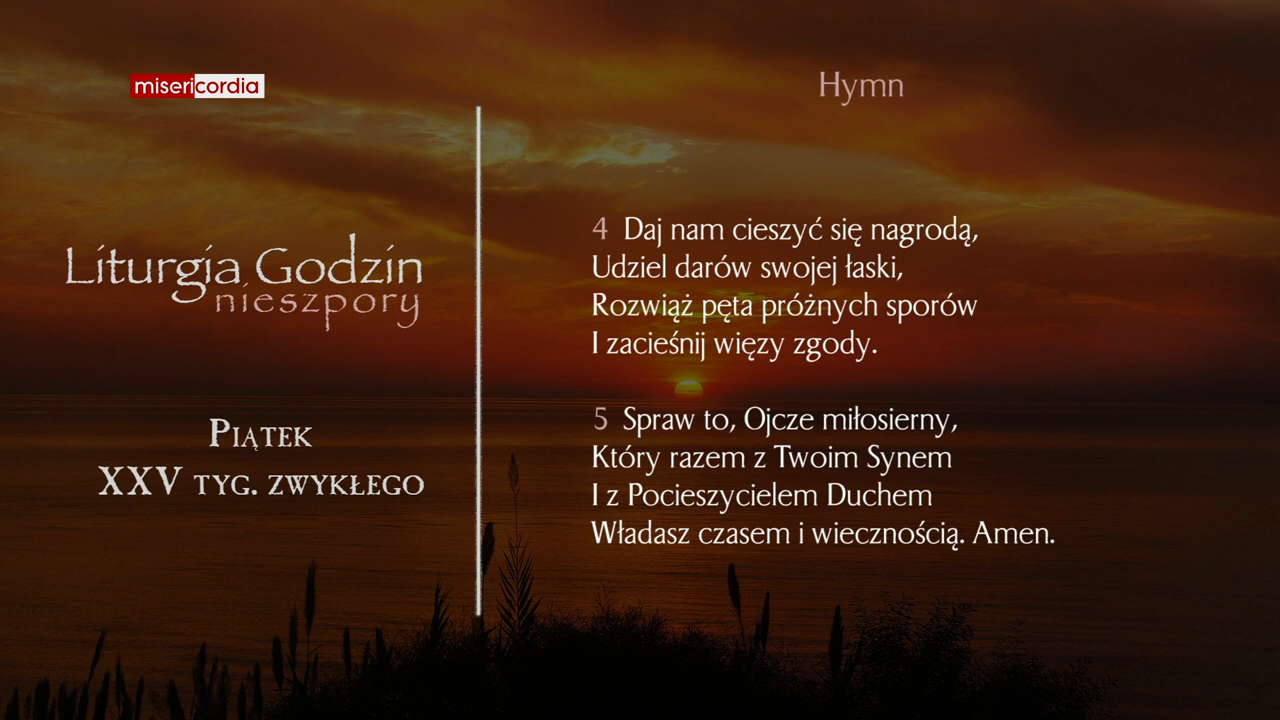 misericordia
Liturgia Godzin
nieszpory
Piątek
XXV tyg. zwykłego
Hymn
4 Daj nam cieszyć się nagrodą,
Udziel darów swojej łaski,
Rozwiąż pęta próżnych sporów
I zacieśnij więzy zgody.
5 Spraw to, Ojcze miłosierny,
Który razem z Twoim Synem
I z Pocieszycielem Duchem
Władasz czasem i wiecznością. Amen.